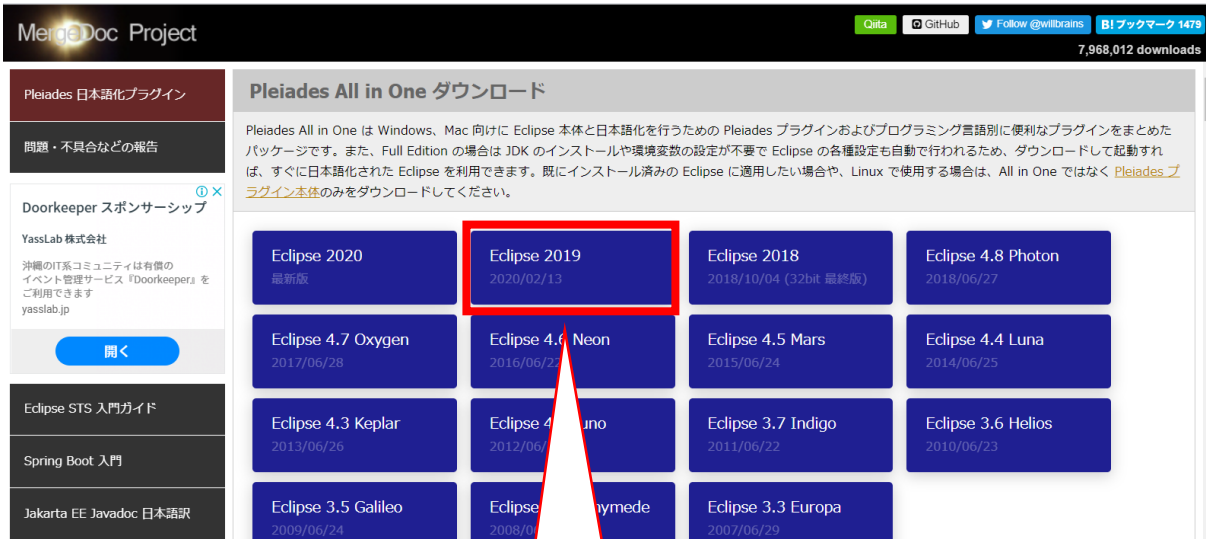 MergeDoc Project
Qiita
GitHub
Follow @willbrains
B! ブックマーク 1479
7,968,012 downloads
Pleiades 日本語化プラグイン
問題・不具合などの報告
Doorkeeper スポンサーシップ
YassLab 株式会社
沖縄のIT系コミュニティは有償の
イベント管理サービス『Doorkeeper』を
ご利用できます
yasslab.jp
開く
Eclipse STS 入門ガイド
Spring Boot 入門
Jakarta EE Javadoc 日本語訳
Pleiades All in One ダウンロード
Pleiades All in One は Windows、Mac 向けに Eclipse 本体と日本語化を行うための Pleiades プラグインおよびプログラミング言語別に便利なプラグインをまとめた
パッケージです。また、Full Edition の場合は JDK のインストールや環境変数の設定が不要で Eclipse の各種設定も自動で行われるため、ダウンロードして起動すれ
ば、すぐに日本語化された Eclipse を利用できます。既にインストール済みの Eclipse に適用したい場合や、Linux で使用する場合は、All in One ではなく Pleiades プ
ラグイン本体のみをダウンロードしてください。
Eclipse 2020
最新版
Eclipse 2019
2020/02/13
Eclipse 2018
2018/10/04 (32bit 最終版)
Eclipse 4.8 Photon
2018/06/27
Eclipse 4.7 Oxygen
2017/06/28
Eclipse 4.6 Neon
2016/06/22
Eclipse 4.5 Mars
2015/06/24
Eclipse 4.4 Luna
2014/06/25
Eclipse 4.3 Keplar
2013/06/26
Eclipse 4 uno
2012/06/
Eclipse 3.7 Indigo
2011/06/22
Eclipse 3.6 Helios
2010/06/23
Eclipse 3.5 Galileo
2009/06/24
Eclipse nymede
2008/0
Eclipse 3.3 Europa
2007/06/29